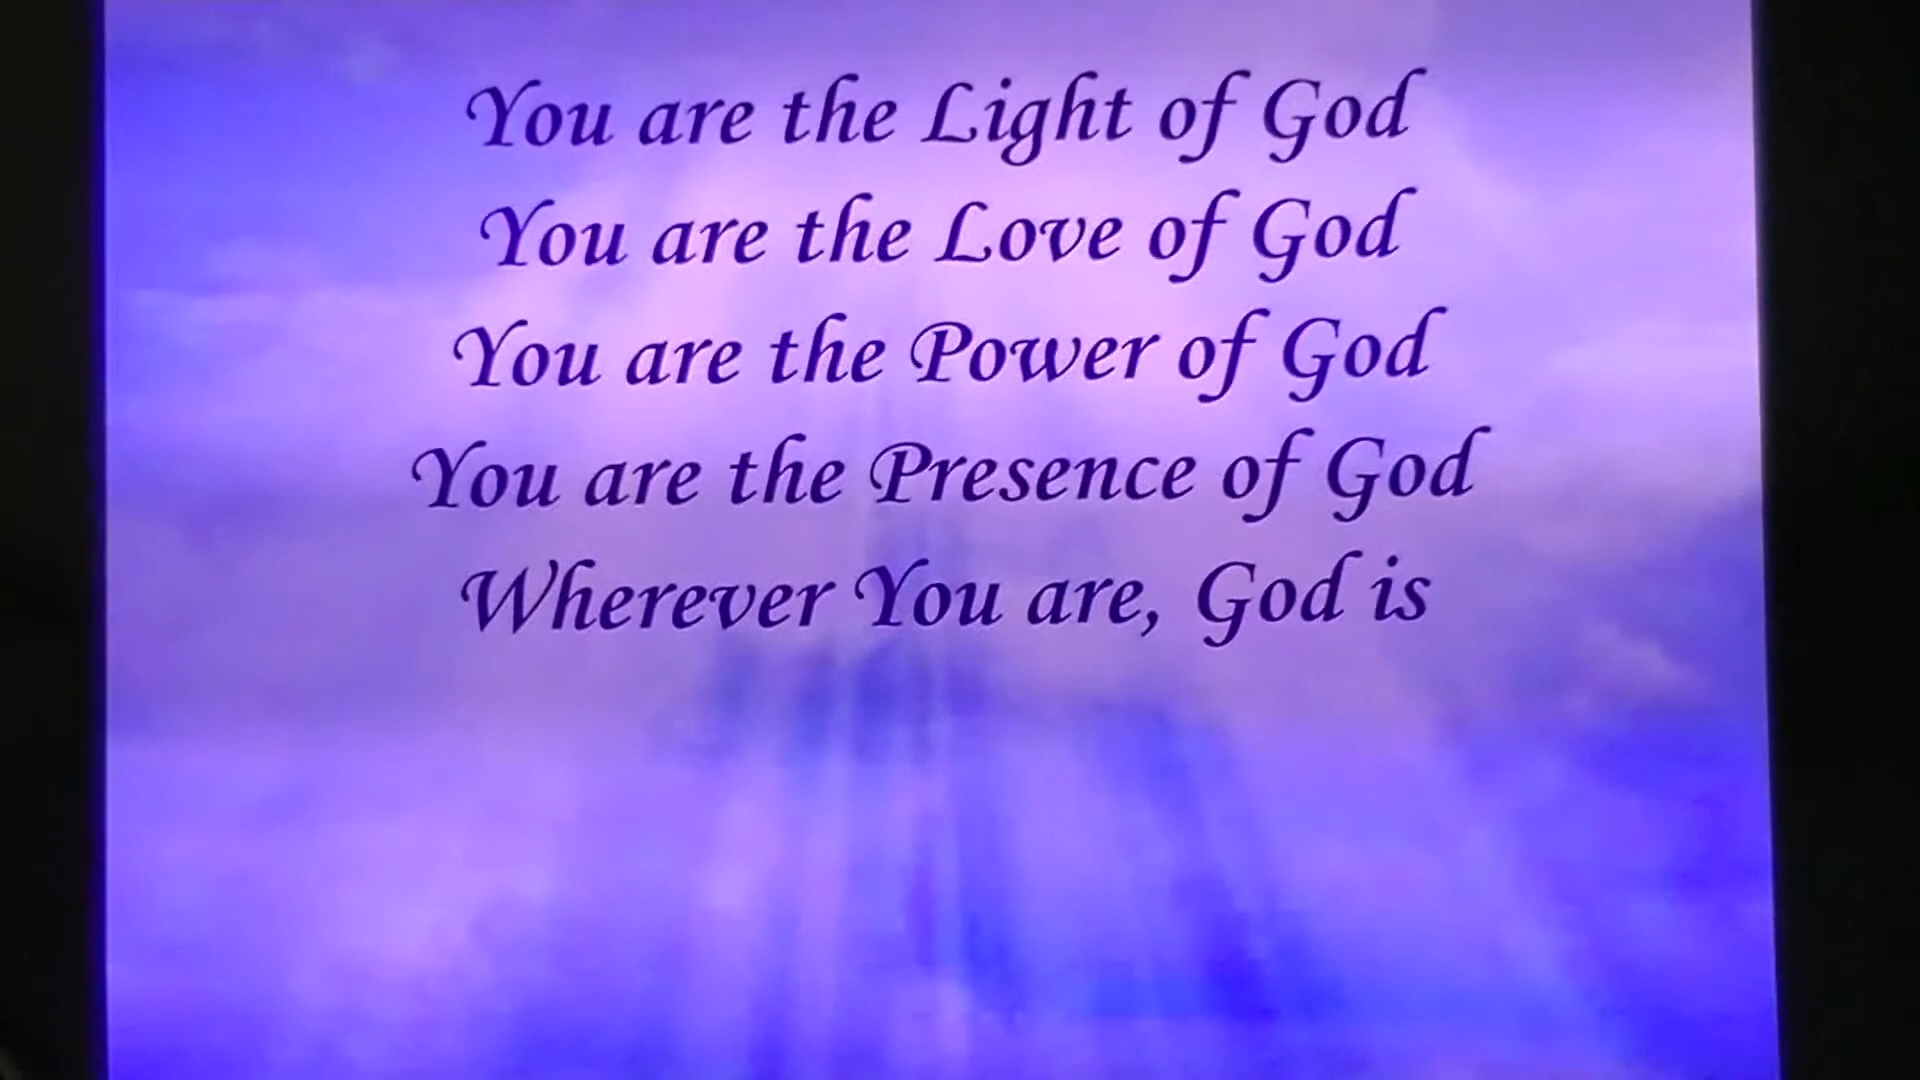 You are the Light of God
You are the Love of God
You are the Power of God
You are the Presence of God
Wherever You are, God is